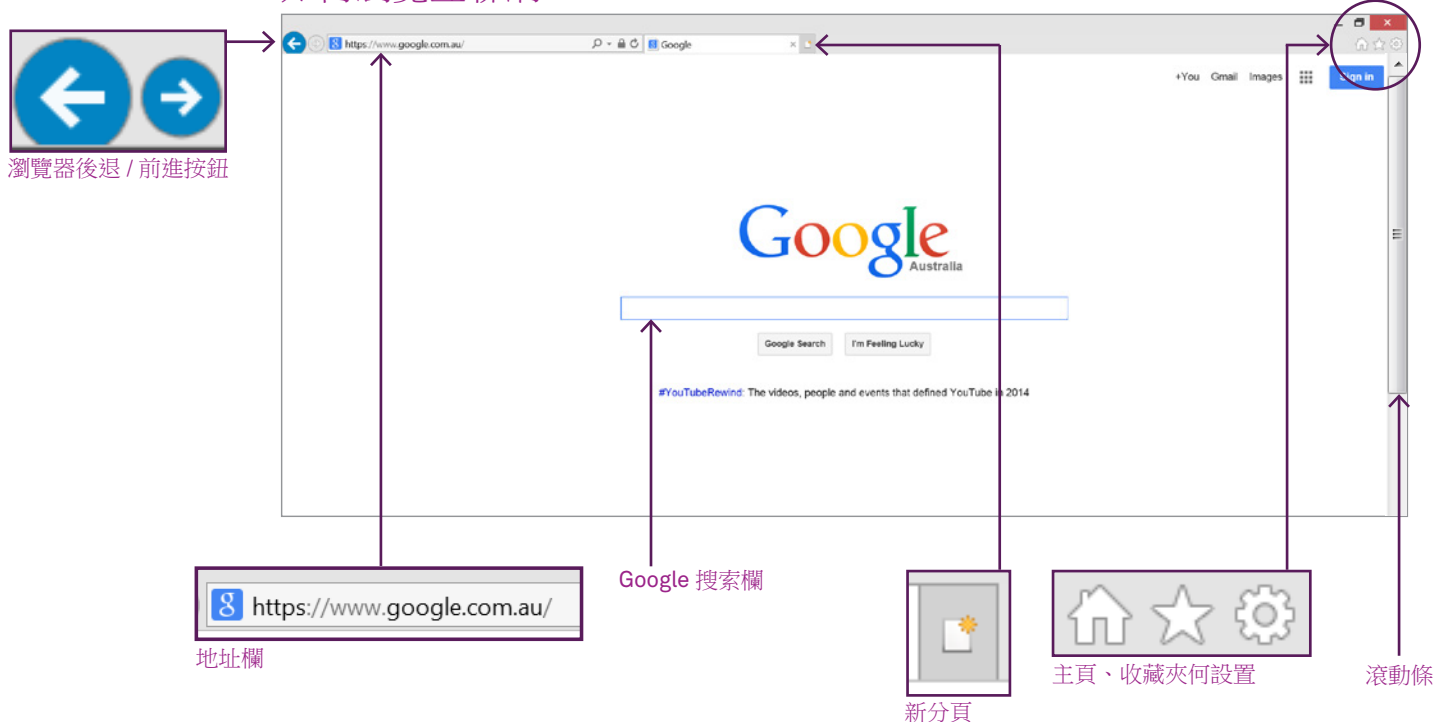 https://www.google.com.au/
Google
+You Gmail Images
Sign in
瀏覽器後退 / 前進按鈕
Google
Australia
Google Search I'm Feeling Lucky
#YouTubeRewind: The videos, people and events that defined YouTube in 2014
Google 搜索欄
https://www.google.com.au/
地址欄
主頁、收藏夾何設置
滾動條
新分頁